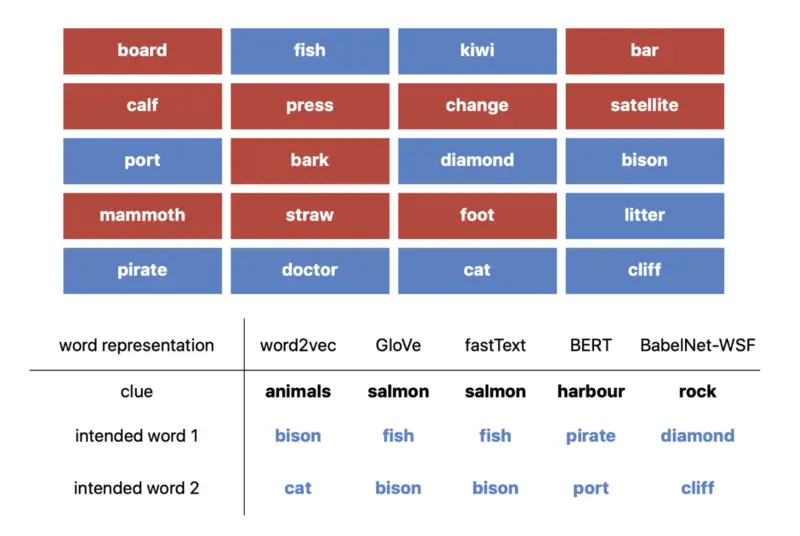 board fish kiwi bar
calf press change satellite
port bark diamond bison
mammoth straw foot litter
pirate doctor cat cliff
word representation word2vec GloVe fastText BERT BabelNet-WSF
clue animals salmon salmon harbour rock
intended word 1 bison fish fish pirate diamond
intended word 2 cat bison bison port cliff